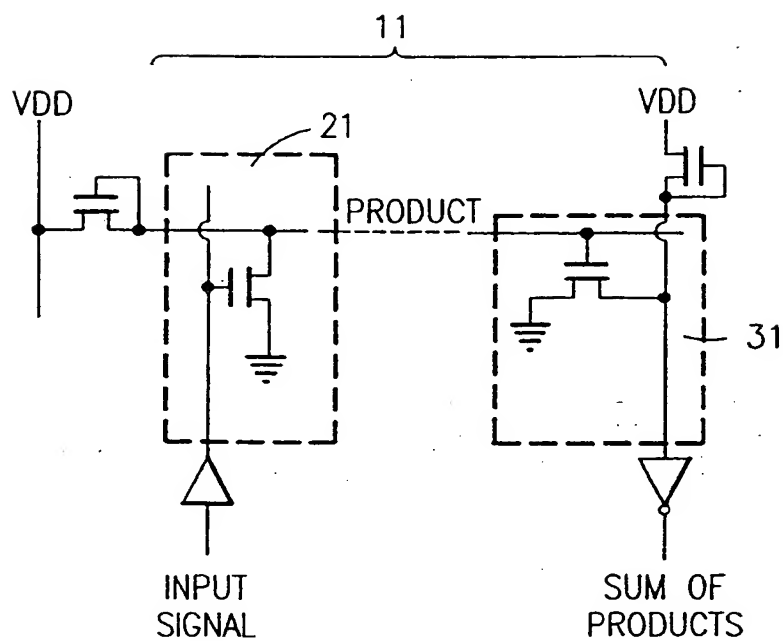 11
VDD
VDD
21
PRODUCT
31
INPUT
SIGNAL
SUM OF
PRODUCTS